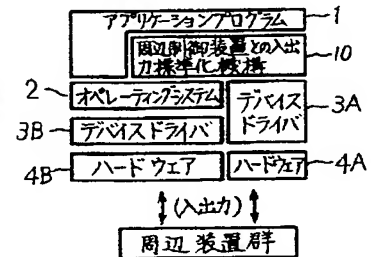 アプリケーションプログラム
1
周辺制御装置との入出
力標準化機構
10
2
オペレーティングシステム
デバイス
ドライバ
3A
3B
デバイスドライバ
4B
ハードウェア
ハードウェア
4A
(入出力)
周辺装置群